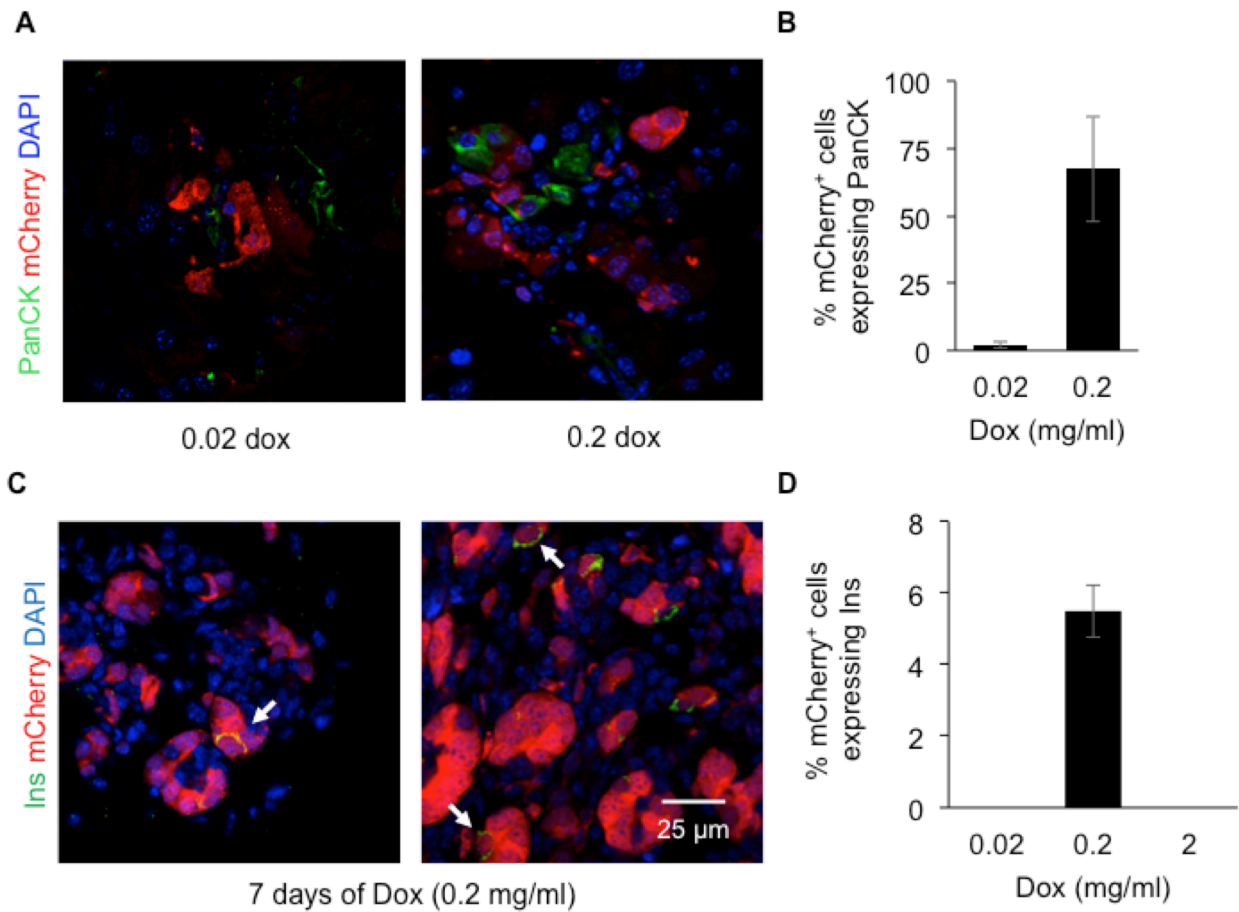 A
PanCK mCherry DAPI
0.02 dox
0.2 dox
B
% mCherry+ cells
expressing PanCK
100
75
50
25
0
0.02 0.2
Dox (mg/ml)
C
Ins mCherry DAPI
25 µm
7 days of Dox (0.2 mg/ml)
D
% mCherry+ cells
expressing Ins
8
6
4
2
0
0.02 0.2 2
Dox (mg/ml)